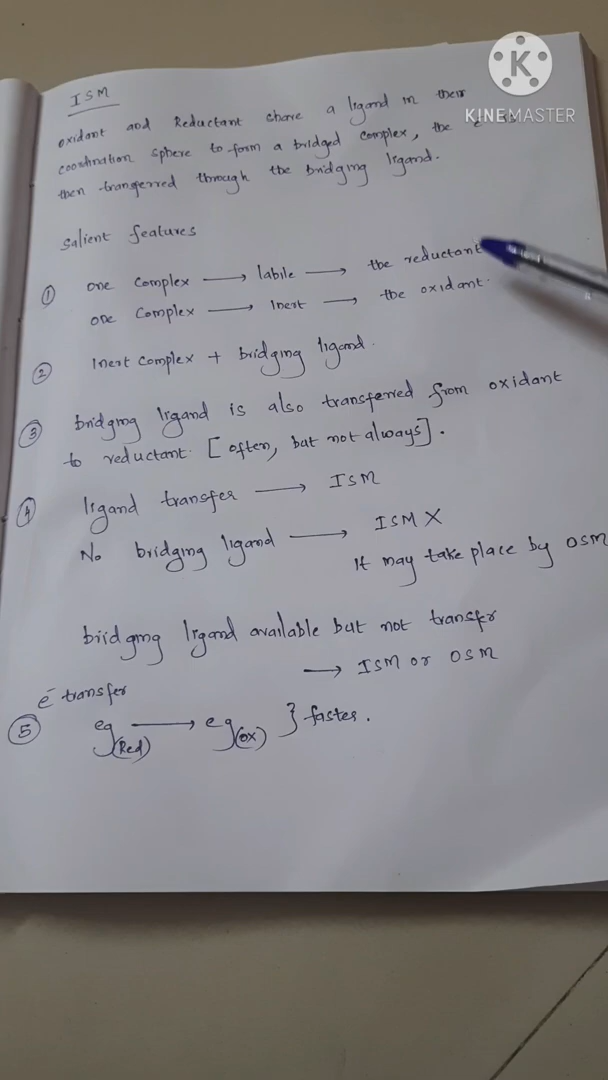 K
KINEMASTER
ISM
oxidant and Reductant share a ligand in their
coordination sphere to form a bridged complex, the e⁻ is
then transferred through the bridging ligand.
Salient features
① one complex → labile → the reductant
one complex → Inert → the oxidant.
② Inert complex + bridging ligand.
③ bridging ligand is also transferred from oxidant
to reductant. [often, but not always].
④ ligand transfer → ISM
No bridging ligand → ISM X
It may take place by OSM
bridging ligand available but not transfer
→ ISM or OSM
e⁻ transfer
⑤ eg(Red) → eg(ox) } faster.